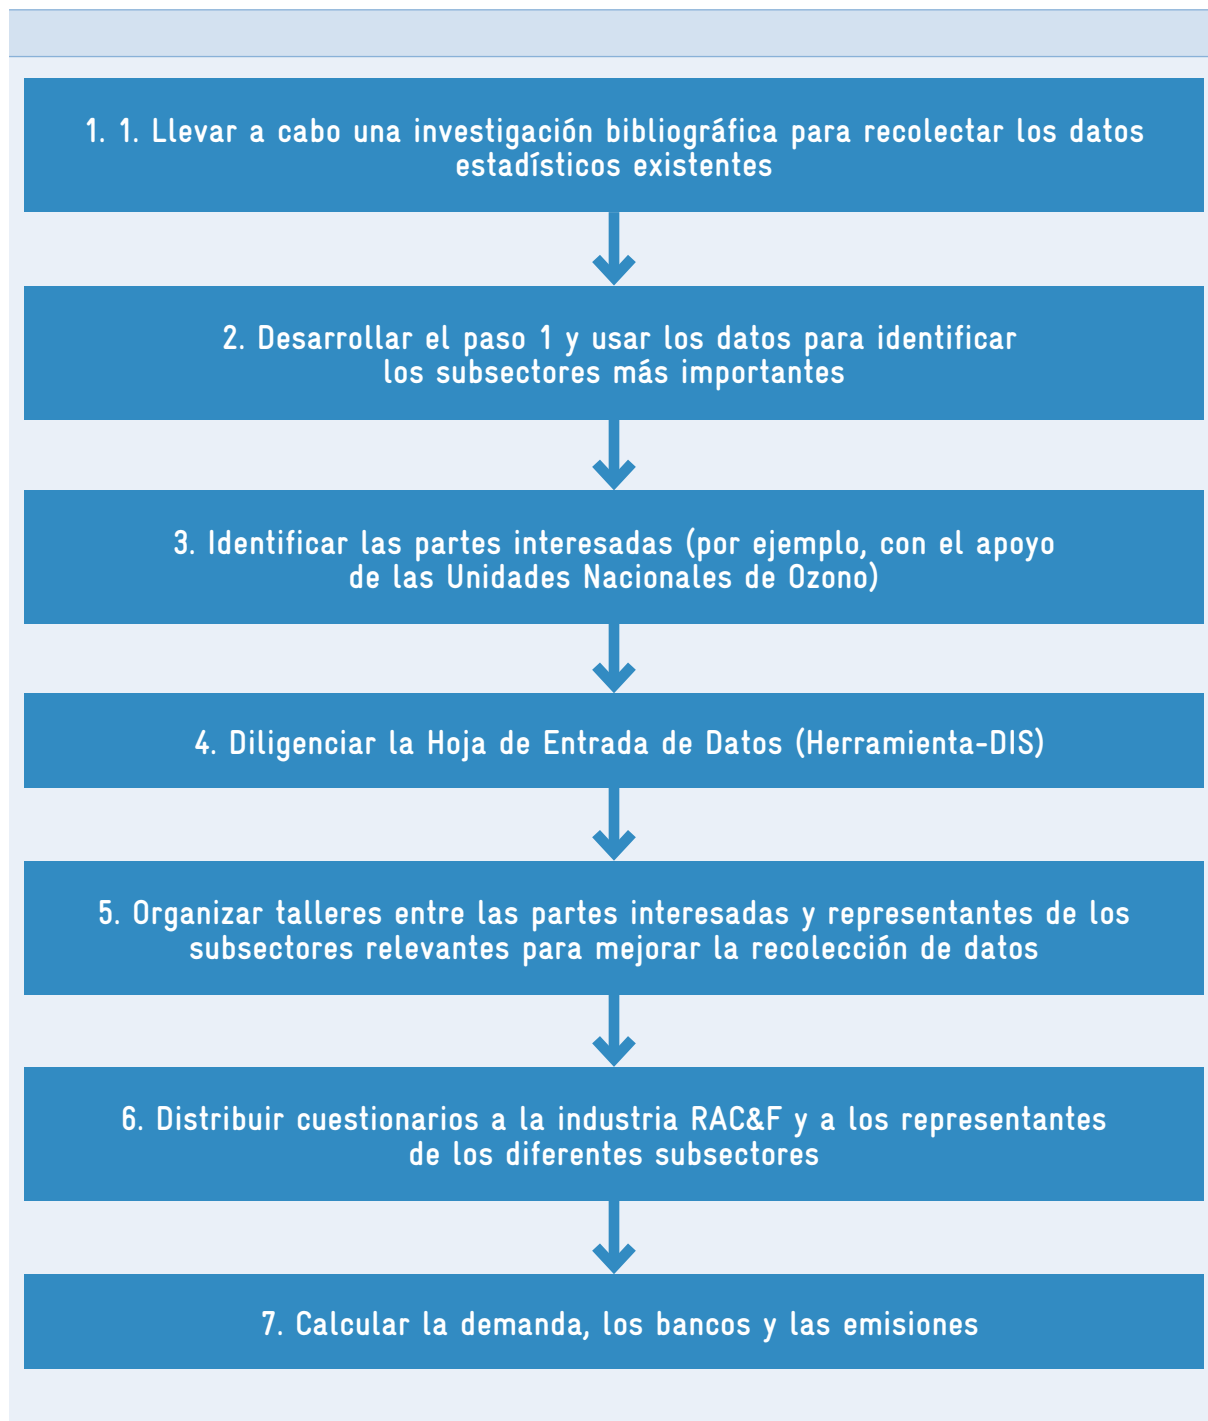 1. 1. Llevar a cabo una investigación bibliográfica para recolectar los datos
estadísticos existentes
2. Desarrollar el paso 1 y usar los datos para identificar
los subsectores más importantes
3. Identificar las partes interesadas (por ejemplo, con el apoyo
de las Unidades Nacionales de Ozono)
4. Diligenciar la Hoja de Entrada de Datos (Herramienta-DIS)
5. Organizar talleres entre las partes interesadas y representantes de los
subsectores relevantes para mejorar la recolección de datos
6. Distribuir cuestionarios a la industria RAC&F y a los representantes
de los diferentes subsectores
7. Calcular la demanda, los bancos y las emisiones